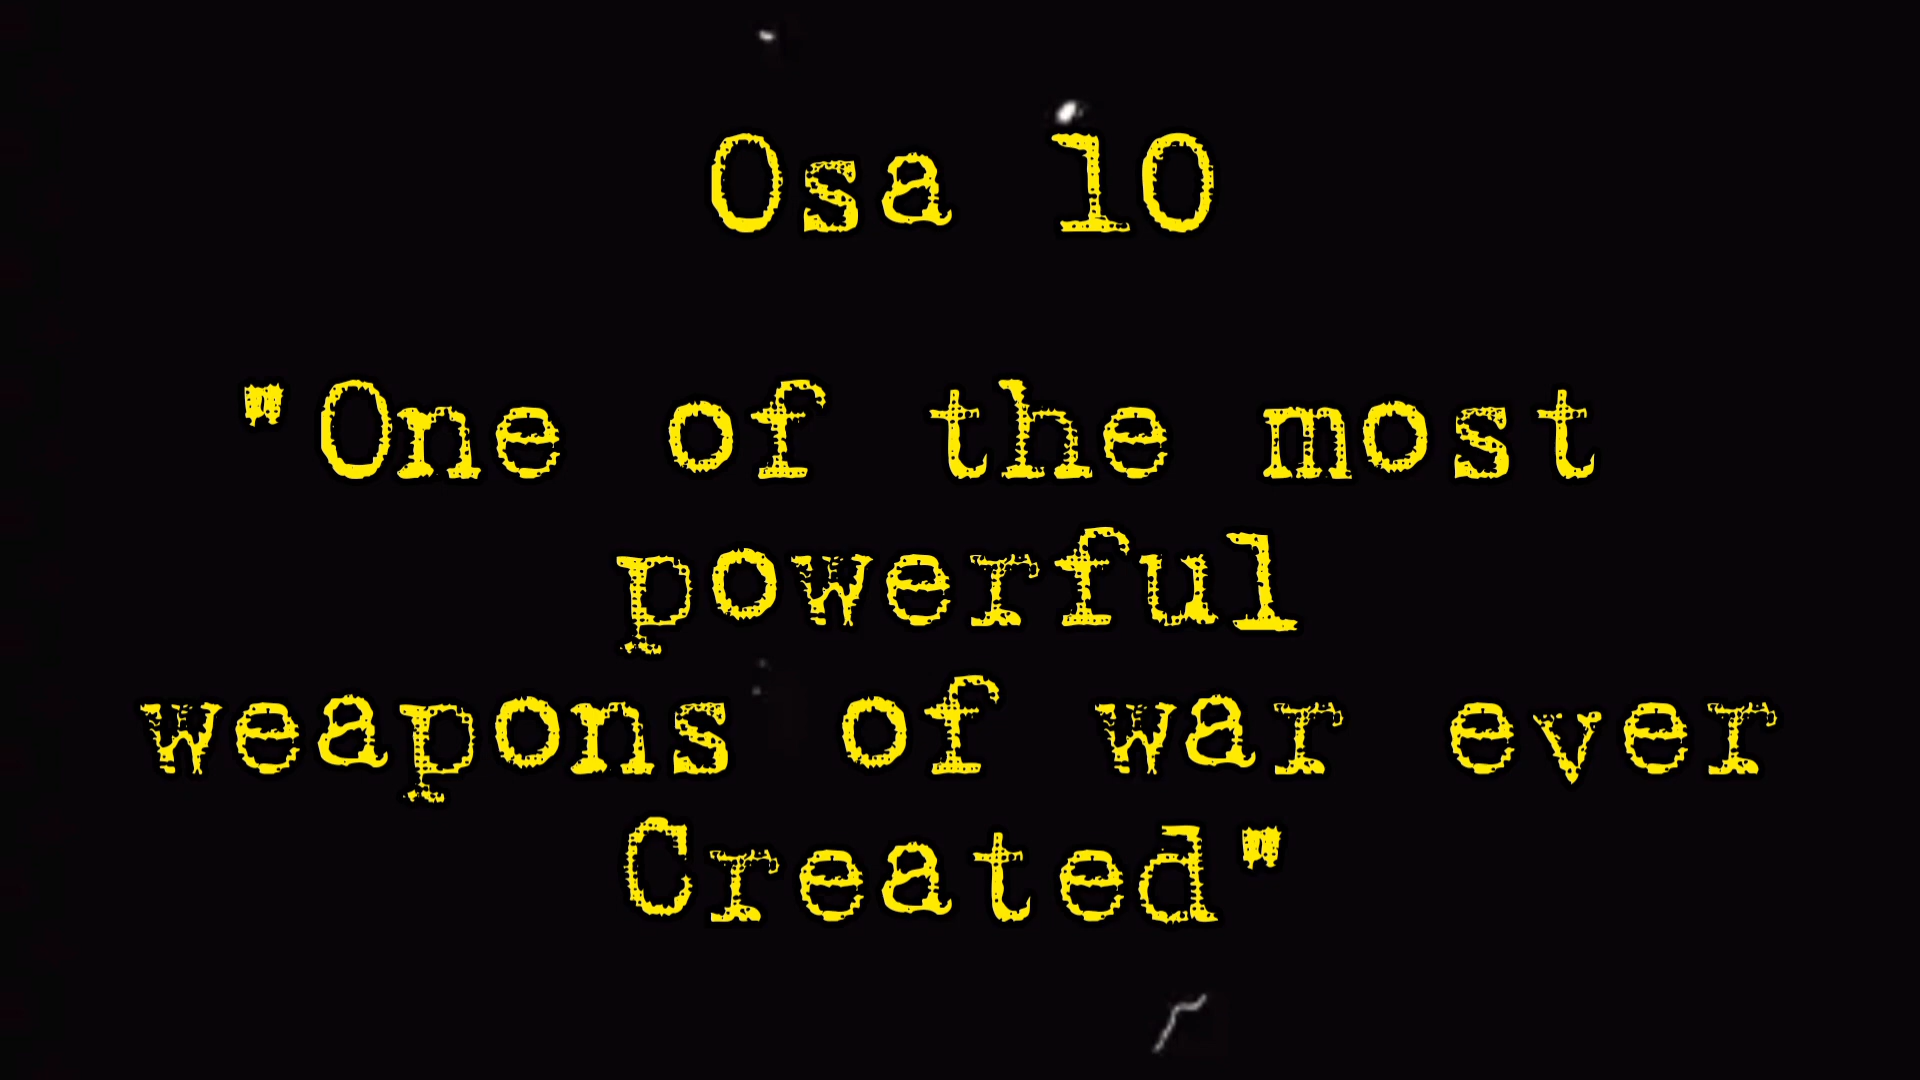 Osa 10
"One of the most
powerful
weapons of war ever
Created"